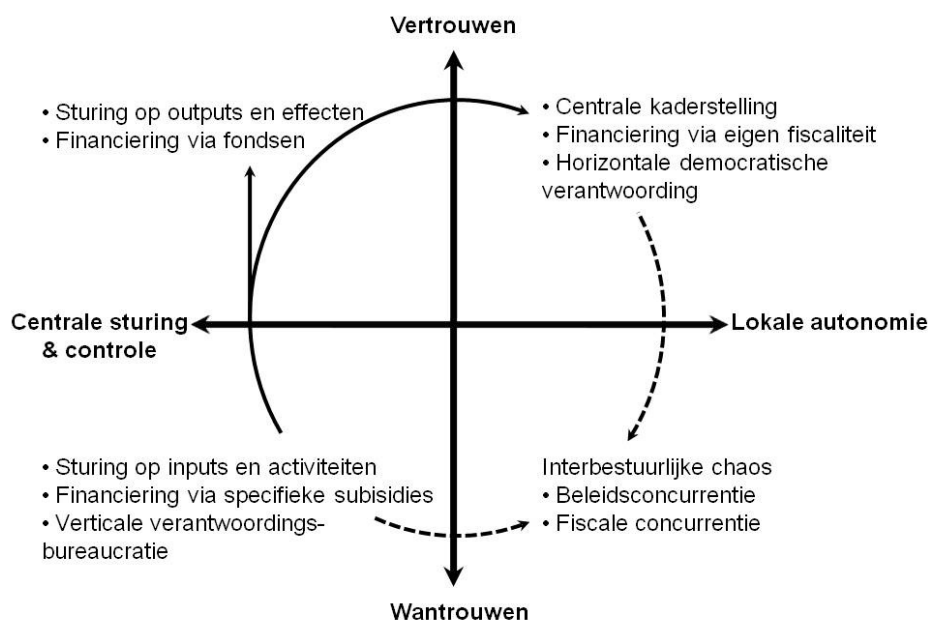 Vertrouwen
• Sturing op outputs en effecten
• Financiering via fondsen
• Centrale kaderstelling
• Financiering via eigen fiscaliteit
• Horizontale democratische
verantwoording
Centrale sturing
& controle
Lokale autonomie
• Sturing op inputs en activiteiten
• Financiering via specifieke subisidies
• Verticale verantwoordings-
bureaucratie
Interbestuurlijke chaos
• Beleidsconcurrentie
• Fiscale concurrentie
Wantrouwen